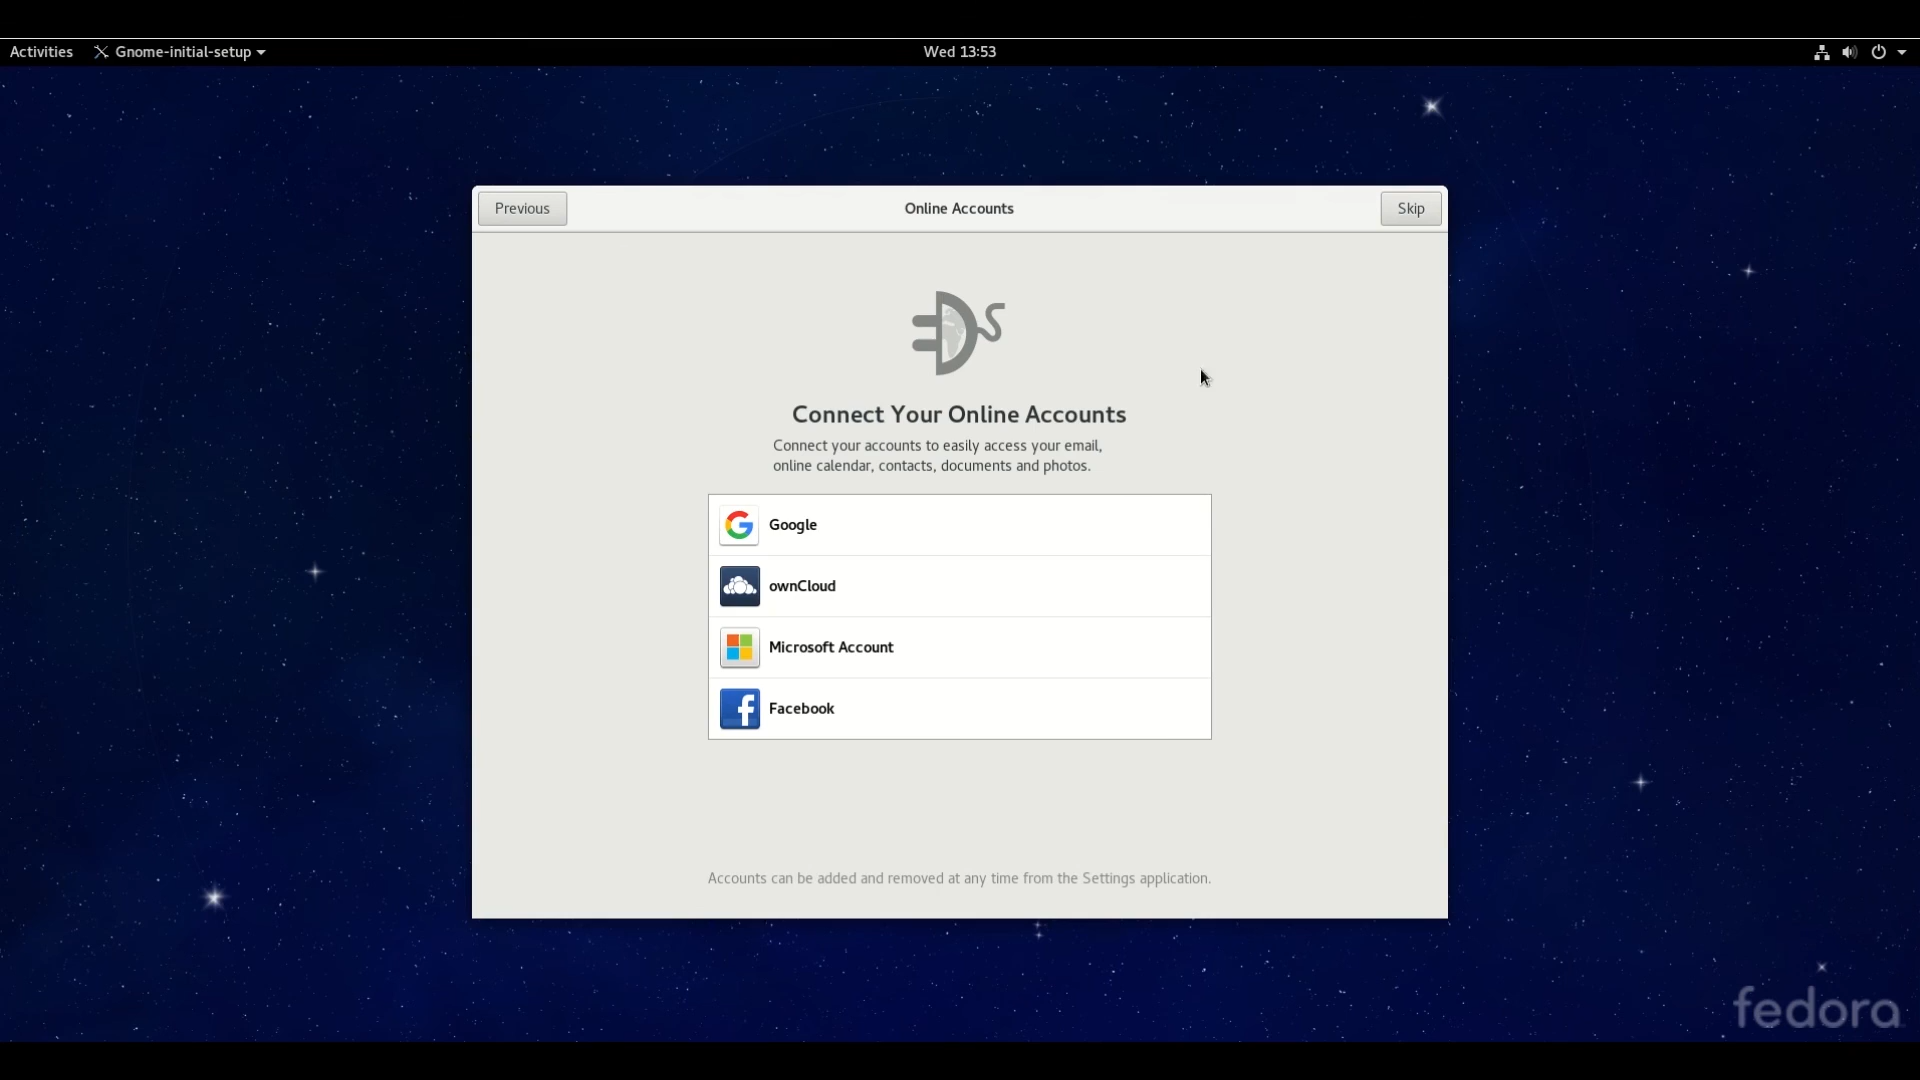 Activities Gnome-initial-setup Wed 13:53
Previous Online Accounts Skip
Connect Your Online Accounts
Connect your accounts to easily access your email,
online calendar, contacts, documents and photos.
Google
ownCloud
Microsoft Account
Facebook
Accounts can be added and removed at any time from the Settings application.
fedora